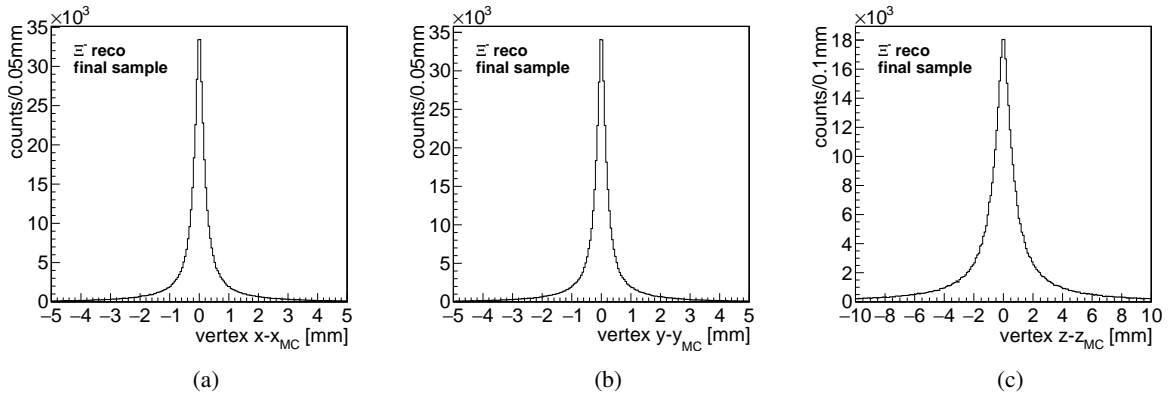 ×10³
35
30
25
20
15
10
5
0
counts/0.05mm
Ξ⁻ reco
final sample
−5 −4 −3 −2 −1 0 1 2 3 4 5
vertex x-x_MC [mm]
(a)
×10³
35
30
25
20
15
10
5
0
counts/0.05mm
Ξ⁻ reco
final sample
−5 −4 −3 −2 −1 0 1 2 3 4 5
vertex y-y_MC [mm]
(b)
×10³
18
16
14
12
10
8
6
4
2
0
counts/0.1mm
Ξ⁻ reco
final sample
−10 −8 −6 −4 −2 0 2 4 6 8 10
vertex z-z_MC [mm]
(c)